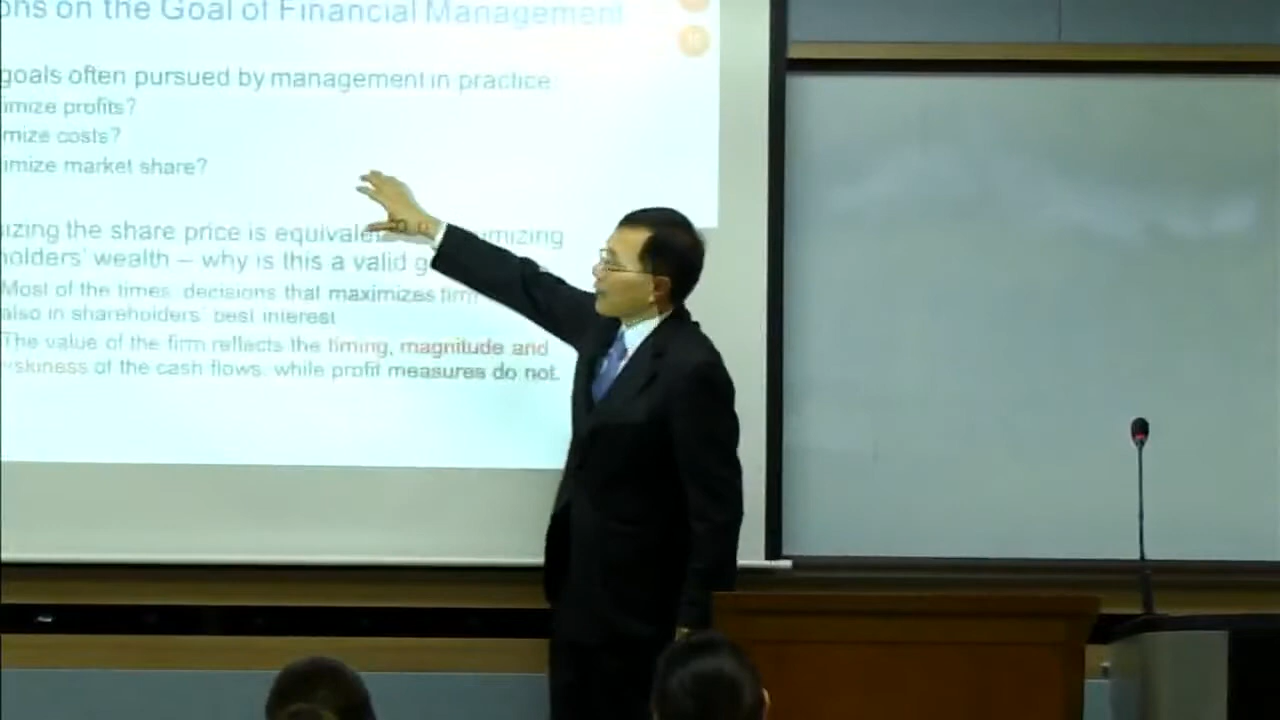 ons on the Goal of Financial Management
goals often pursued by management in practice
imize profits?
mize costs?
imize market share?
izing the share price is equivale mizing
holders' wealth – why is this a valid g
Most of the times, decisions that maximizes firm
also in shareholders' best interest
The value of the firm reflects the timing, magnitude and
skiness of the cash flows, while profit measures do not.